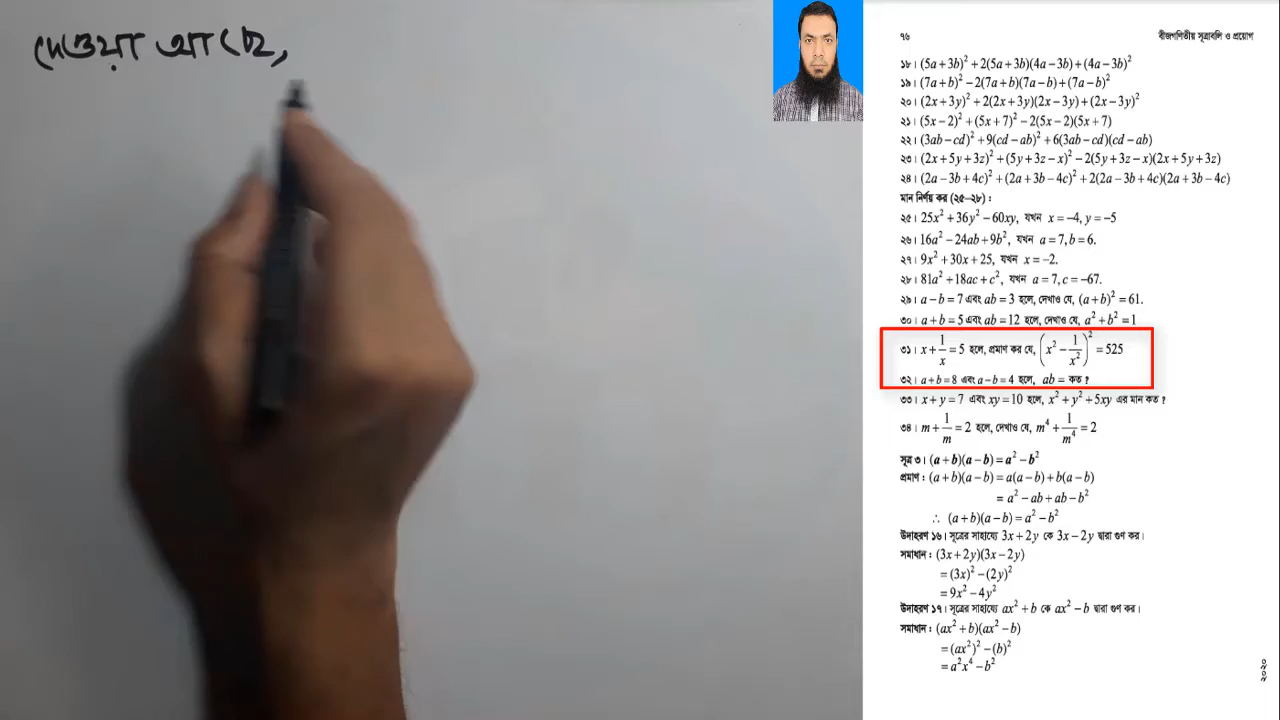 দেওয়া আছে,
৭৬ বীজগণিতীয় সূত্রাবলি ও প্রয়োগ
১৮। (5a+3b)² + 2(5a+3b)(4a−3b) + (4a−3b)²
১৯। (7a+b)² − 2(7a+b)(7a−b) + (7a−b)²
২০। (2x+3y)² + 2(2x+3y)(2x−3y) + (2x−3y)²
২১। (5x−2)² + (5x+7)² − 2(5x−2)(5x+7)
২২। (3ab−cd)² + 9(cd−ab)² + 6(3ab−cd)(cd−ab)
২৩। (2x+5y+3z)² + (5y+3z−x)² − 2(5y+3z−x)(2x+5y+3z)
২৪। (2a−3b+4c)² + (2a+3b−4c)² + 2(2a−3b+4c)(2a+3b−4c)
মান নির্ণয় কর (২৫−২৮) :
২৫। 25x² + 36y² − 60xy, যখন x = −4, y = −5
২৬। 16a² − 24ab + 9b², যখন a = 7, b = 6.
২৭। 9x² + 30x + 25, যখন x = −2.
২৮। 81a² + 18ac + c², যখন a = 7, c = −67.
২৯। a − b = 7 এবং ab = 3 হলে, দেখাও যে, (a+b)² = 61.
৩০। a + b = 5 এবং ab = 12 হলে, দেখাও যে, a² + b² = 1
৩১। x + 1/x = 5 হলে, প্রমাণ কর যে, (x² − 1/x²)² = 525
৩২। a + b = 8 এবং a − b = 4 হলে, ab = কত ?
৩৩। x + y = 7 এবং xy = 10 হলে, x² + y² + 5xy এর মান কত ?
৩৪। m + 1/m = 2 হলে, দেখাও যে, m⁴ + 1/m⁴ = 2
সূত্র ৩। (a+b)(a−b) = a² − b²
প্রমাণ : (a+b)(a−b) = a(a−b) + b(a−b)
= a² − ab + ab − b²
∴ (a+b)(a−b) = a² − b²
উদাহরণ ১৬। সূত্রের সাহায্যে 3x+2y কে 3x−2y দ্বারা গুণ কর।
সমাধান : (3x+2y)(3x−2y)
= (3x)² − (2y)²
= 9x² − 4y²
উদাহরণ ১৭। সূত্রের সাহায্যে ax²+b কে ax²−b দ্বারা গুণ কর।
সমাধান : (ax²+b)(ax²−b)
= (ax²)² − (b)²
= a²x⁴ − b²
২০২০